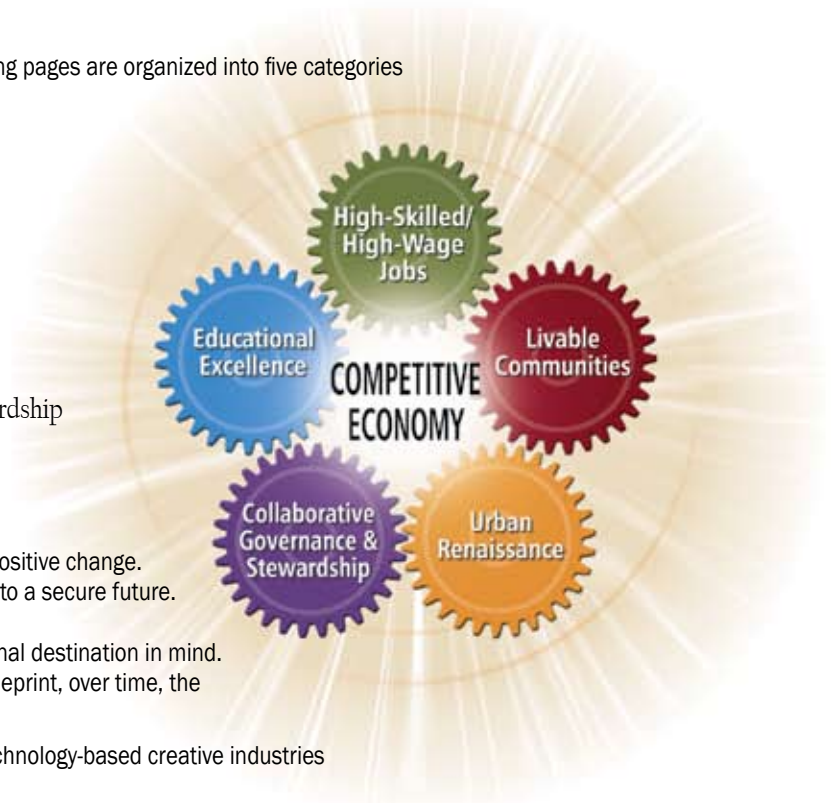 ng pages are organized into five categories
High-Skilled/
High-Wage
Jobs
Educational
Excellence
Livable
Communities
COMPETITIVE
ECONOMY
rdship
Collaborative
Governance &
Stewardship
Urban
Renaissance
ositive change.
to a secure future.
nal destination in mind.
eprint, over time, the
chnology-based creative industries